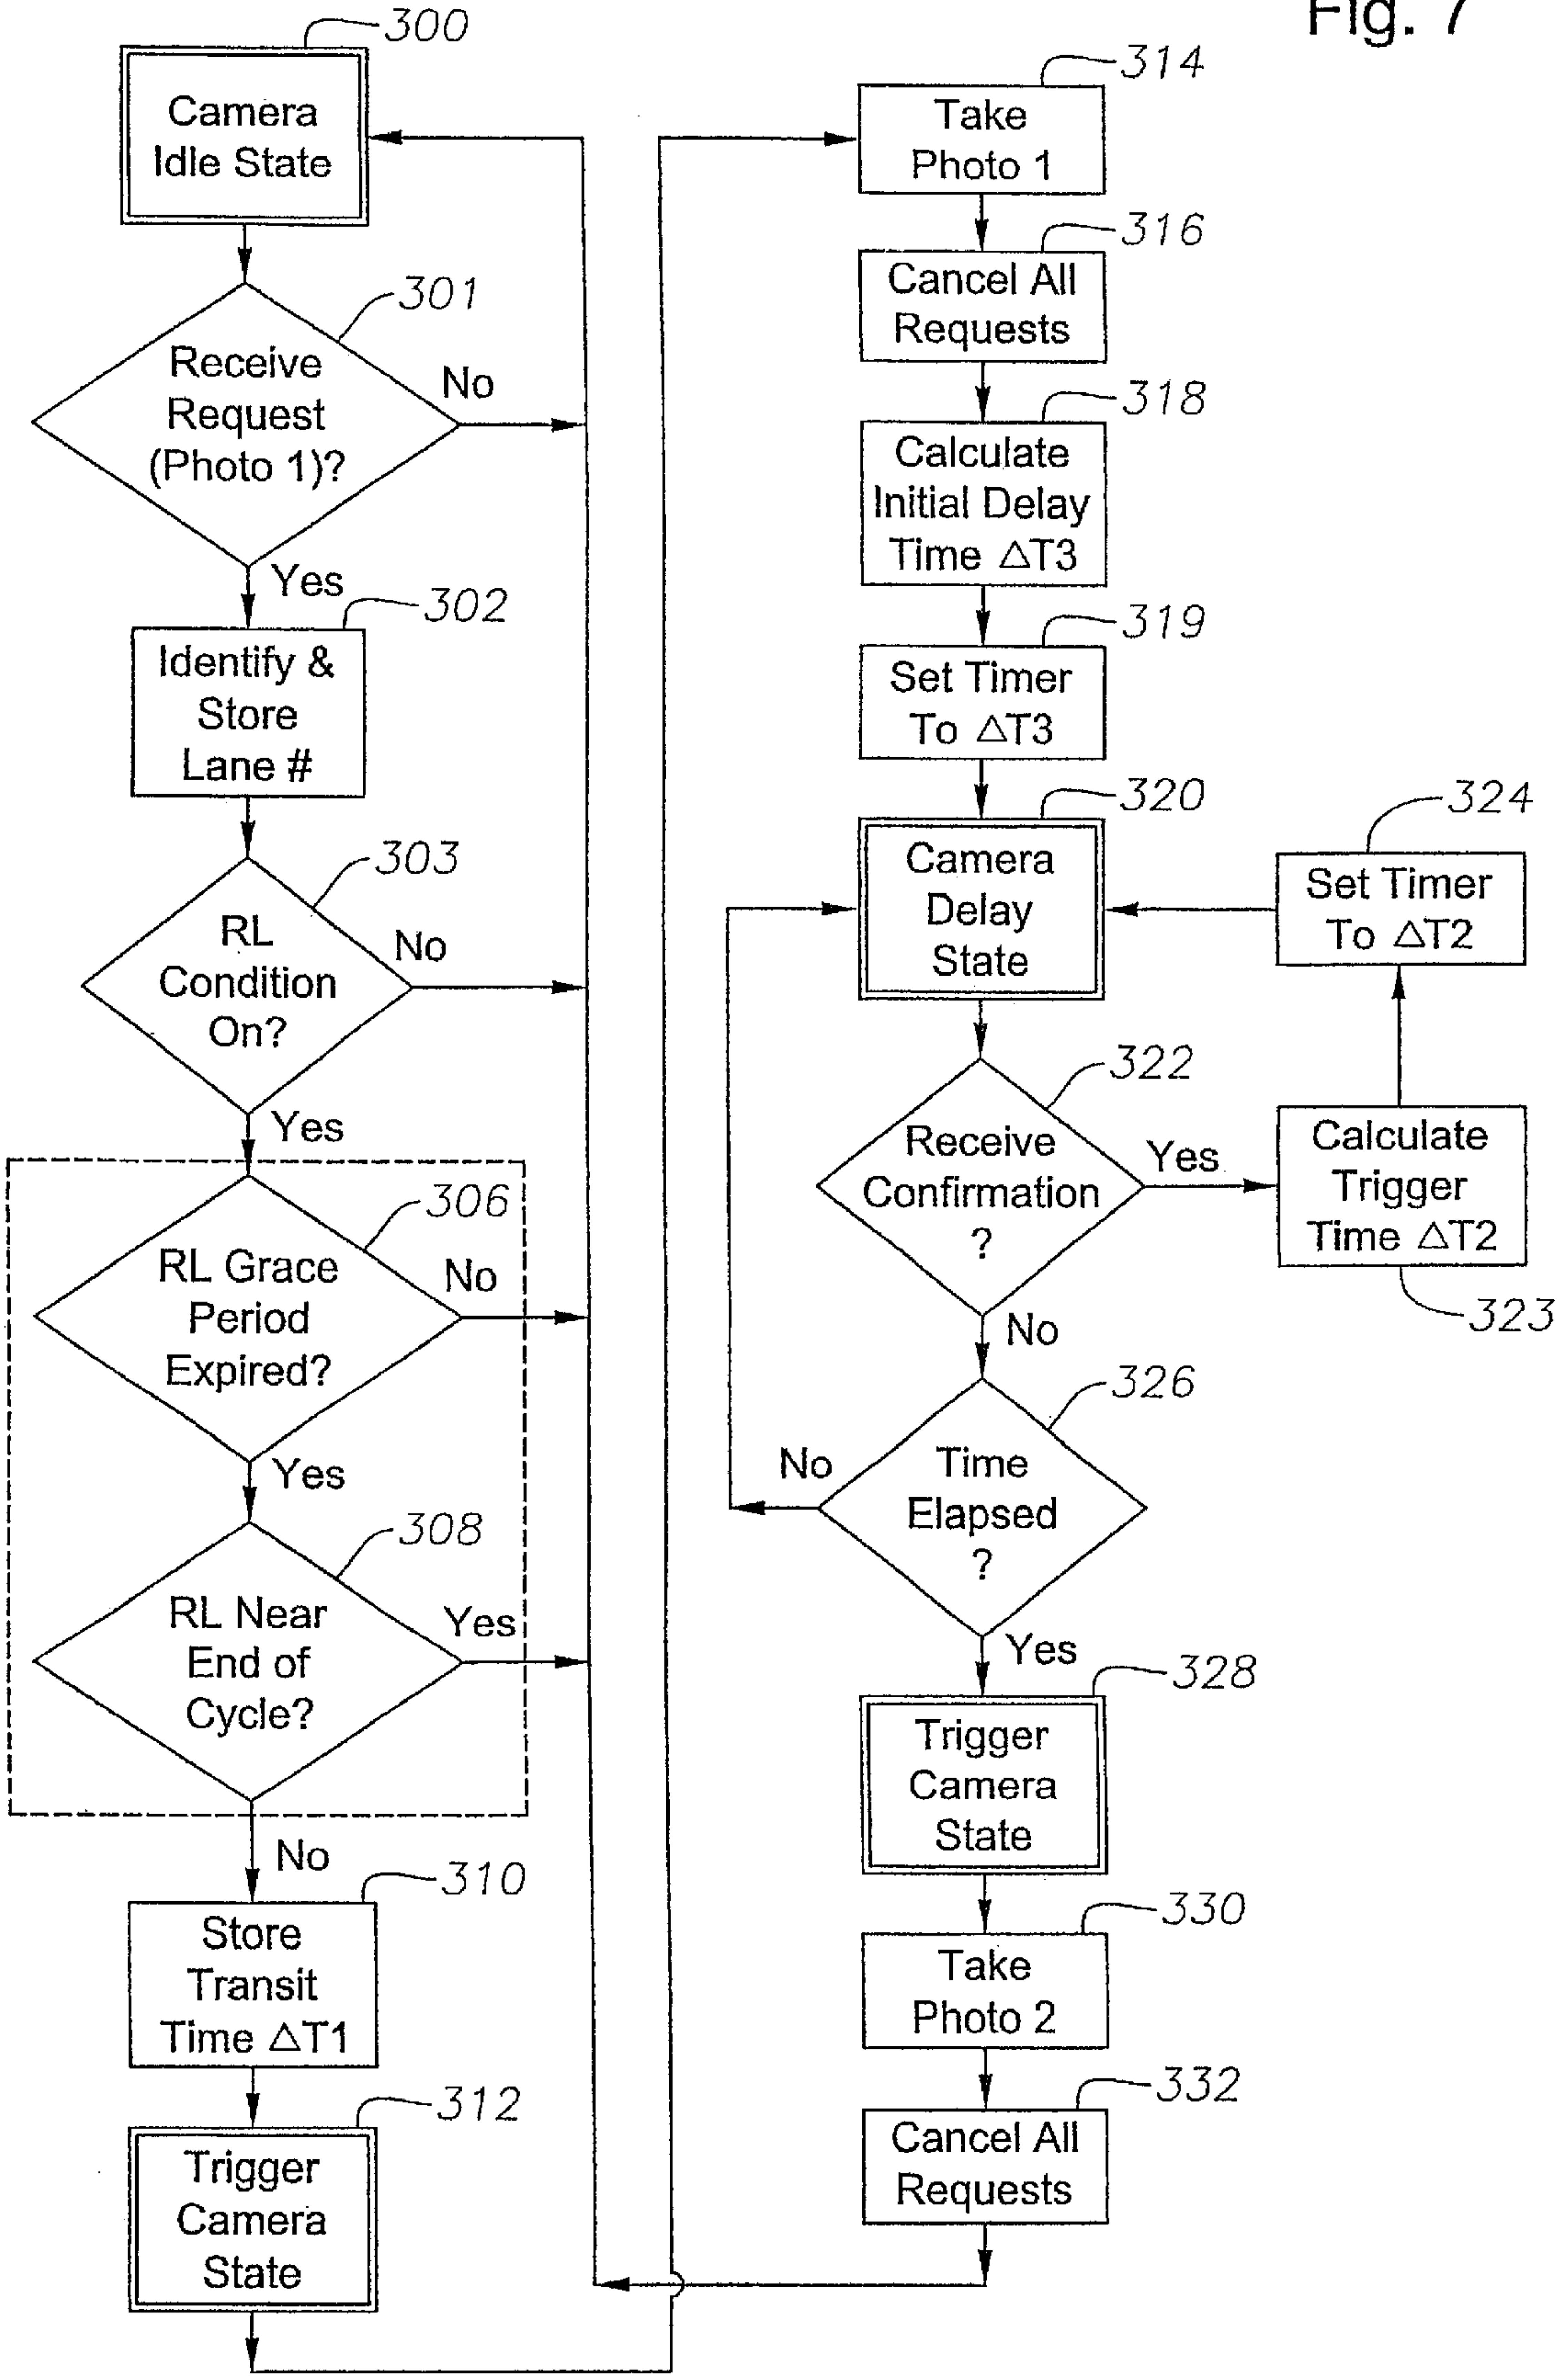 Fig. 7
300
Camera
Idle State
301
Receive
Request
(Photo 1)?
No
Yes
302
Identify &
Store
Lane #
303
RL
Condition
On?
No
Yes
306
RL Grace
Period
Expired?
No
Yes
308
RL Near
End of
Cycle?
Yes
No
310
Store
Transit
Time △T1
312
Trigger
Camera
State
314
Take
Photo 1
316
Cancel All
Requests
318
Calculate
Initial Delay
Time △T3
319
Set Timer
To △T3
320
Camera
Delay
State
324
Set Timer
To △T2
322
Receive
Confirmation
?
Yes
Calculate
Trigger
Time △T2
323
No
326
Time
Elapsed
?
No
Yes
328
Trigger
Camera
State
330
Take
Photo 2
332
Cancel All
Requests